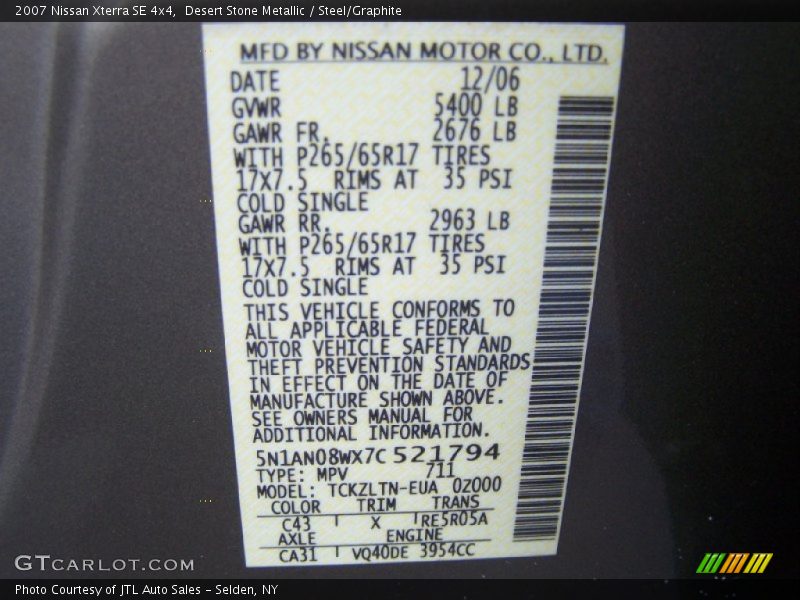 2007 Nissan Xterra SE 4x4,  Desert Stone Metallic / Steel/Graphite
MFD BY NISSAN MOTOR CO., LTD.
DATE 12/06
GVWR 5400 LB
GAWR FR. 2676 LB
WITH P265/65R17 TIRES
17X7.5 RIMS AT 35 PSI
COLD SINGLE
GAWR RR. 2963 LB
WITH P265/65R17 TIRES
17X7.5 RIMS AT 35 PSI
COLD SINGLE
THIS VEHICLE CONFORMS TO
ALL APPLICABLE FEDERAL
MOTOR VEHICLE SAFETY AND
THEFT PREVENTION STANDARDS
IN EFFECT ON THE DATE OF
MANUFACTURE SHOWN ABOVE.
SEE OWNERS MANUAL FOR
ADDITIONAL INFORMATION.
5N1AN08WX7C 521794
TYPE: MPV 711
MODEL: TCKZLTN-EUA 02000
COLOR TRIM TRANS
C43 X RE5R05A
AXLE ENGINE
CA31 VQ40DE 3954CC
GTCARLOT.COM
Photo Courtesy of JTL Auto Sales - Selden, NY